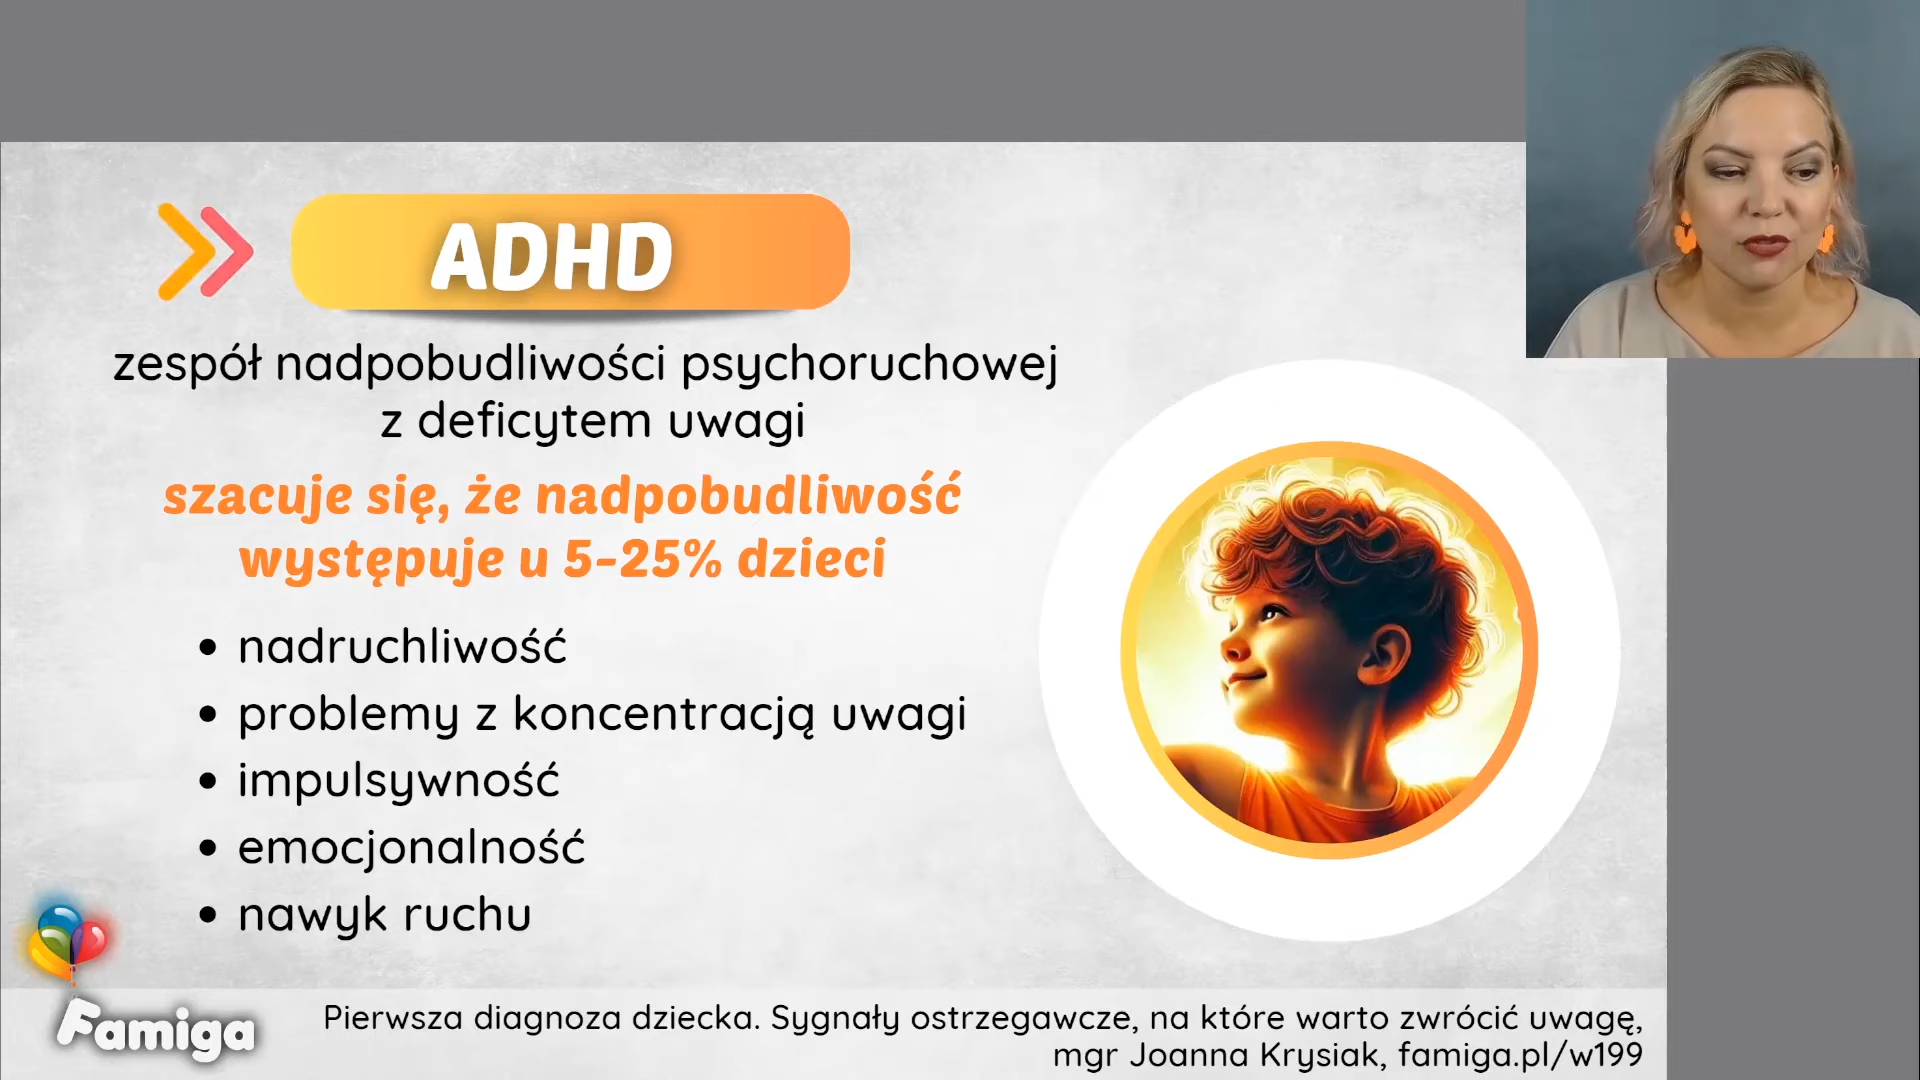 ADHD
zespół nadpobudliwości psychoruchowej
z deficytem uwagi
szacuje się, że nadpobudliwość
występuje u 5-25% dzieci
• nadruchliwość
• problemy z koncentracją uwagi
• impulsywność
• emocjonalność
• nawyk ruchu
Famiga
Pierwsza diagnoza dziecka. Sygnały ostrzegawcze, na które warto zwrócić uwagę,
mgr Joanna Krysiak, famiga.pl/w199